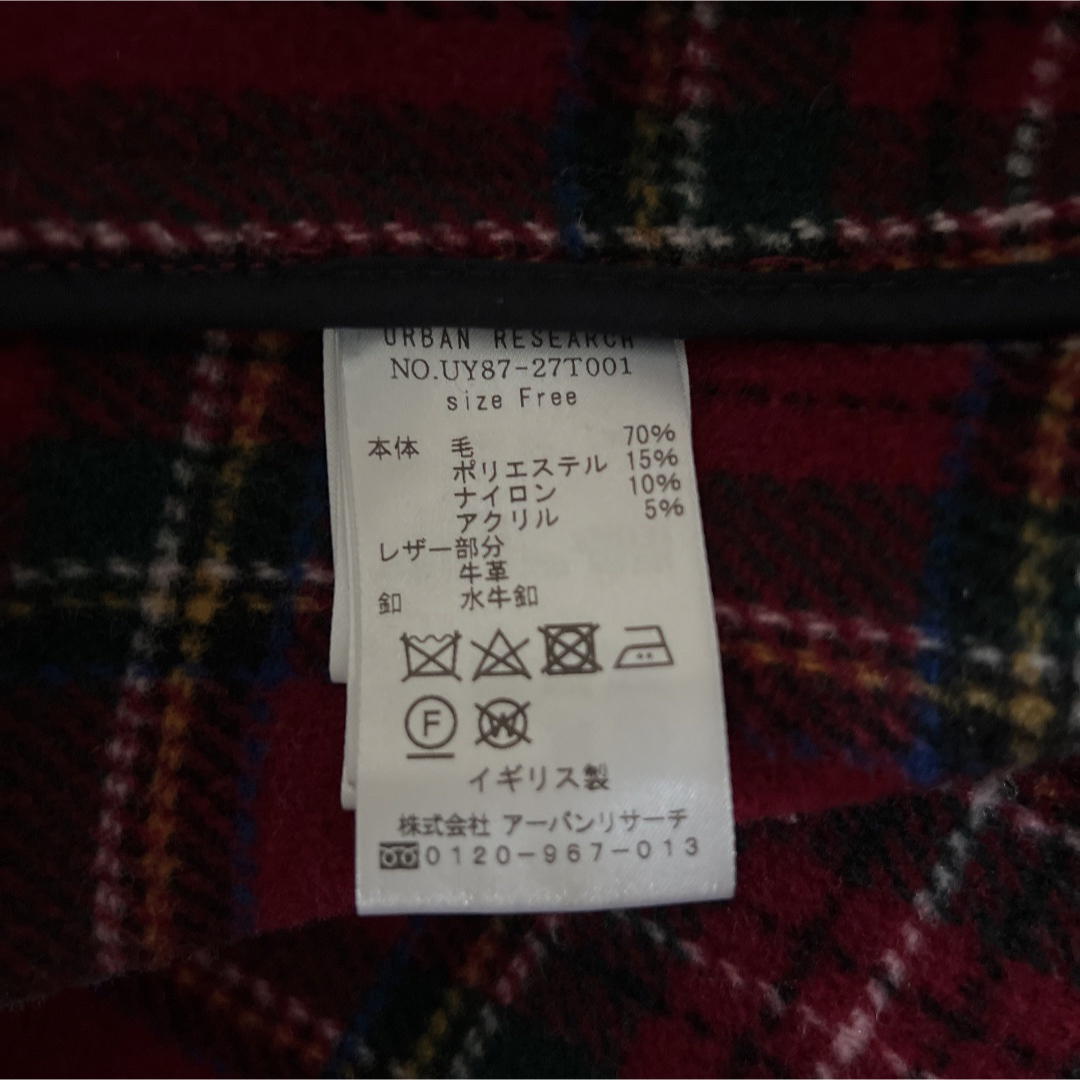 URBAN RESEARCH
NO.UY87-27T001
size Free
本体 毛 70%
ポリエステル 15%
ナイロン 10%
アクリル 5%
レザー部分
牛革
釦 水牛釦
F W
イギリス製
株式会社 アーバンリサーチ
0120-967-013